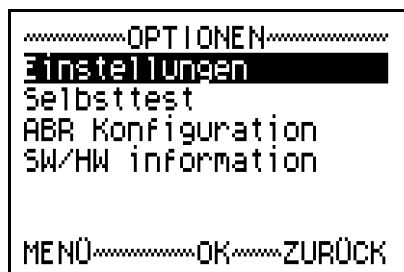 OPTIONEN
Einstellungen
Selbsttest
ABR Konfiguration
SW/HW information
MENÜ OK ZURÜCK